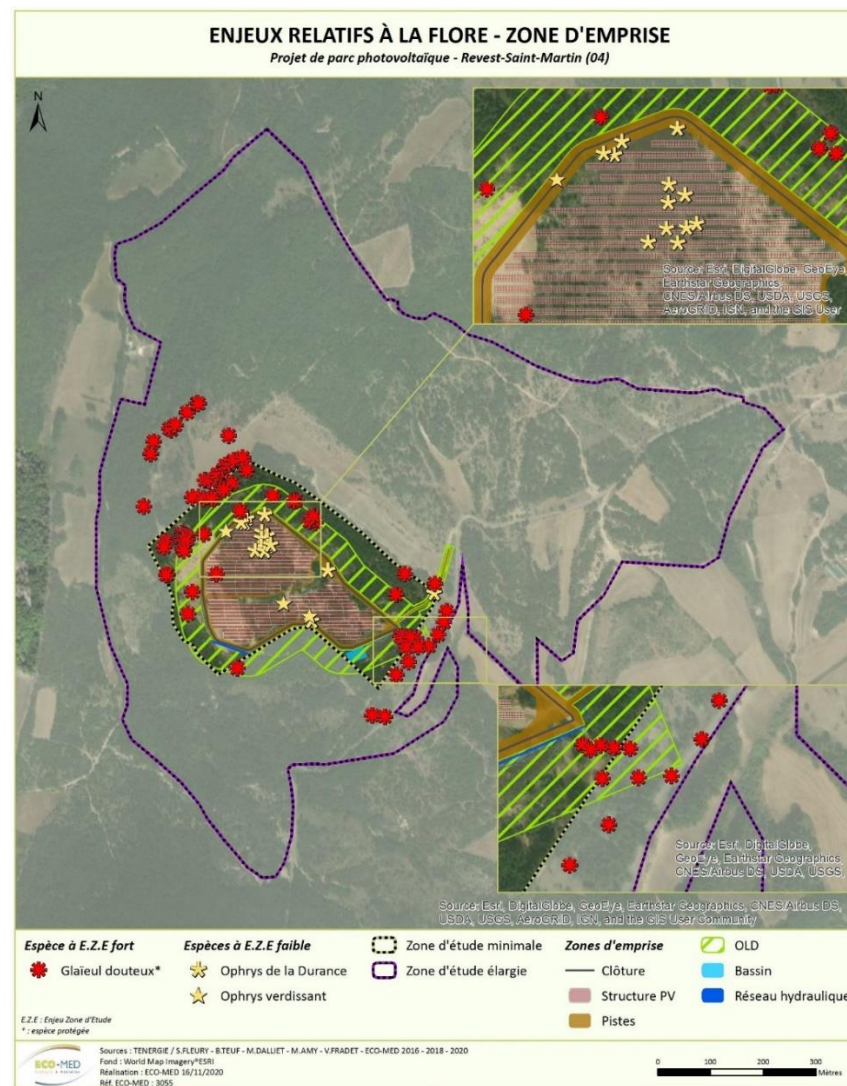 ENJEUX RELATIFS À LA FLORE - ZONE D'EMPRISE
Projet de parc photovoltaïque - Revest-Saint-Martin (04)
N
Source: Esri, DigitalGlobe, GeoEye,
Earthstar Geographics,
CNES/Airbus DS, USDA, USGS,
AeroGRID, IGN, and the GIS User
Source: Esri, DigitalGlobe,
GeoEye, Earthstar Geographics,
CNES/Airbus DS, USDA, USGS,
Source: Esri, DigitalGlobe, GeoEye, Earthstar Geographics, CNES/Airbus DS,
USDA, USGS, AeroGRID, IGN, and the GIS User Community
Espèce à E.Z.E fort
Glaïeul douteux*
E.Z.E : Enjeu Zone d'Etude
* : espèce protégée
Espèces à E.Z.E faible
Ophrys de la Durance
Ophrys verdissant
Zone d'étude minimale
Zone d'étude élargie
Zones d'emprise
Clôture
Structure PV
Pistes
OLD
Bassin
Réseau hydraulique
ECO-MED
Sources : TENERGIE / S.FLEURY - B.TEUF - M.DALLIET - M.AMY - V.FRADET - ECO-MED 2016 - 2018 - 2020
Fond : World Map Imagery®ESRI
Réalisation : ECO-MED 16/11/2020
Réf. ECO-MED : 3055
0 100 200 300
Mètres